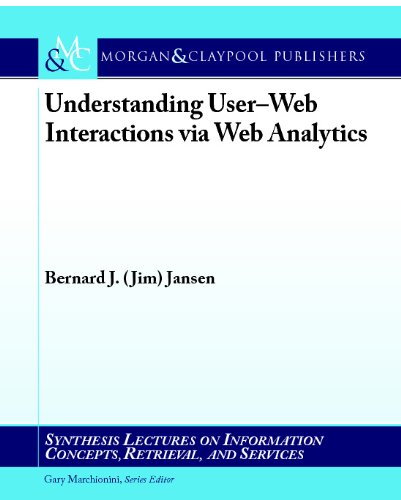 M
&C
MORGAN & CLAYPOOL PUBLISHERS
Understanding User–Web
Interactions via Web Analytics
Bernard J. (Jim) Jansen
SYNTHESIS LECTURES ON INFORMATION
CONCEPTS, RETRIEVAL, AND SERVICES
Gary Marchionini, Series Editor